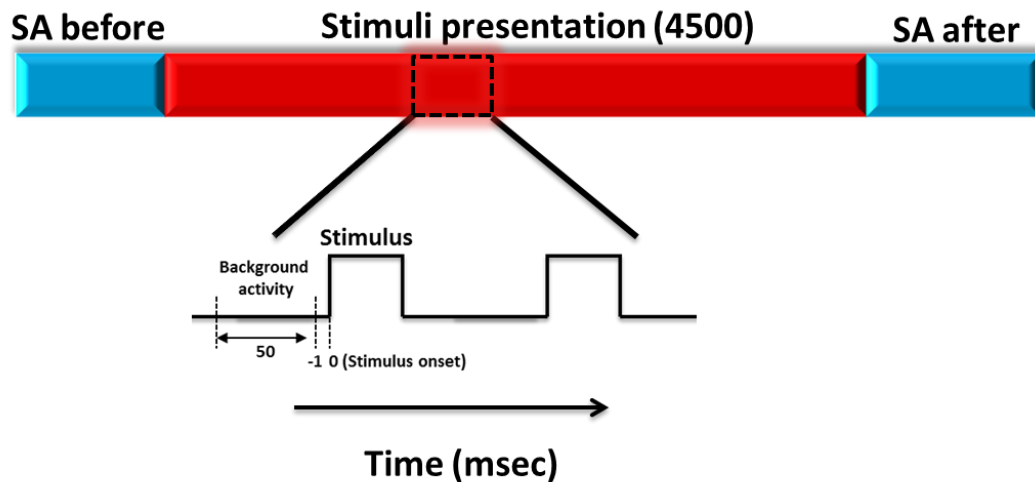 SA before
Stimuli presentation (4500)
SA after
Stimulus
Background
activity
50
-1 0 (Stimulus onset)
Time (msec)